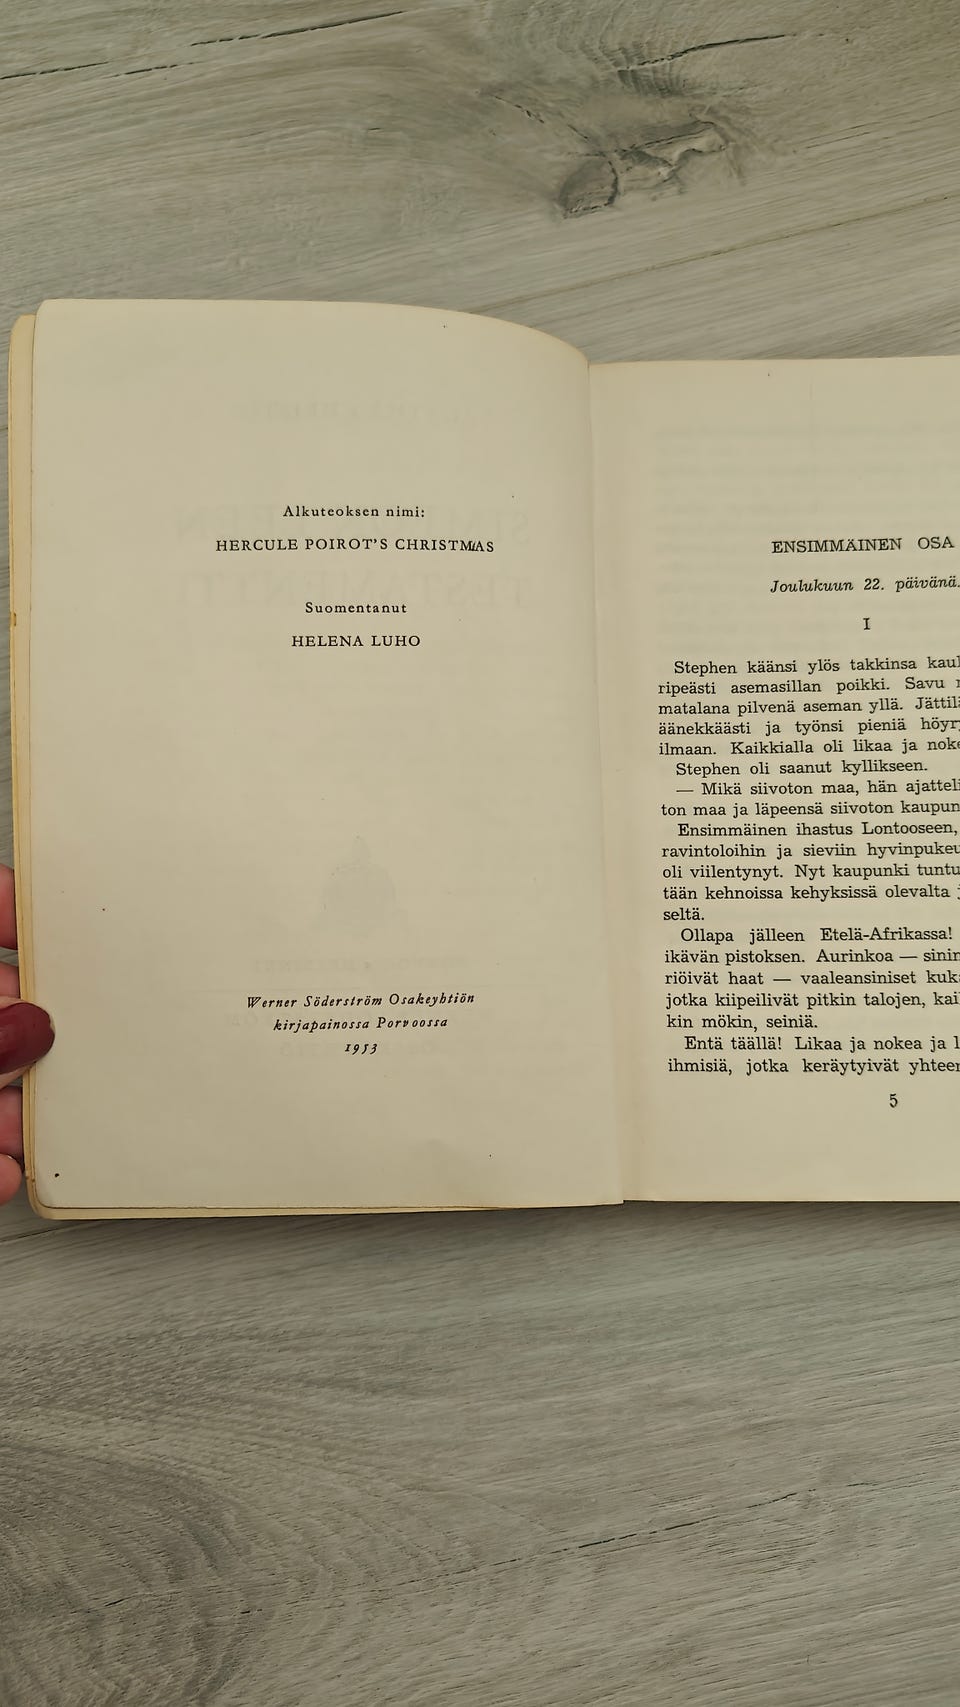 Alkuteoksen nimi:
HERCULE POIROT'S CHRISTMAS
Suomentanut
HELENA LUHO
Werner Söderström Osakeyhtiön
kirjapainossa Porvoossa
1953
ENSIMMÄINEN OSA
Joulukuun 22. päivänä.
I
Stephen käänsi ylös takkinsa
ripeästi asemasillan poikki. Savu
matalana pilvenä aseman yllä.
äänekkäästi ja työnsi pieniä
ilmaan. Kaikkialla oli likaa ja
Stephen oli saanut kyllikseen.
— Mikä siivoton maa, hän
ton maa ja läpeensä siivoton
Ensimmäinen ihastus Lontooseen,
ravintoloihin ja sieviin
oli viilentynyt. Nyt kaupunki
tään kehnoissa kehyksissä olevalta
seltä.
Ollapa jälleen Etelä-Afrikassa!
ikävän pistoksen. Aurinkoa —
riöivät haat — vaaleansiniset
jotka kiipeilivät pitkin talojen,
kin mökin, seiniä.
Entä täällä! Likaa ja nokea ja
ihmisiä, jotka keräytyivät
5